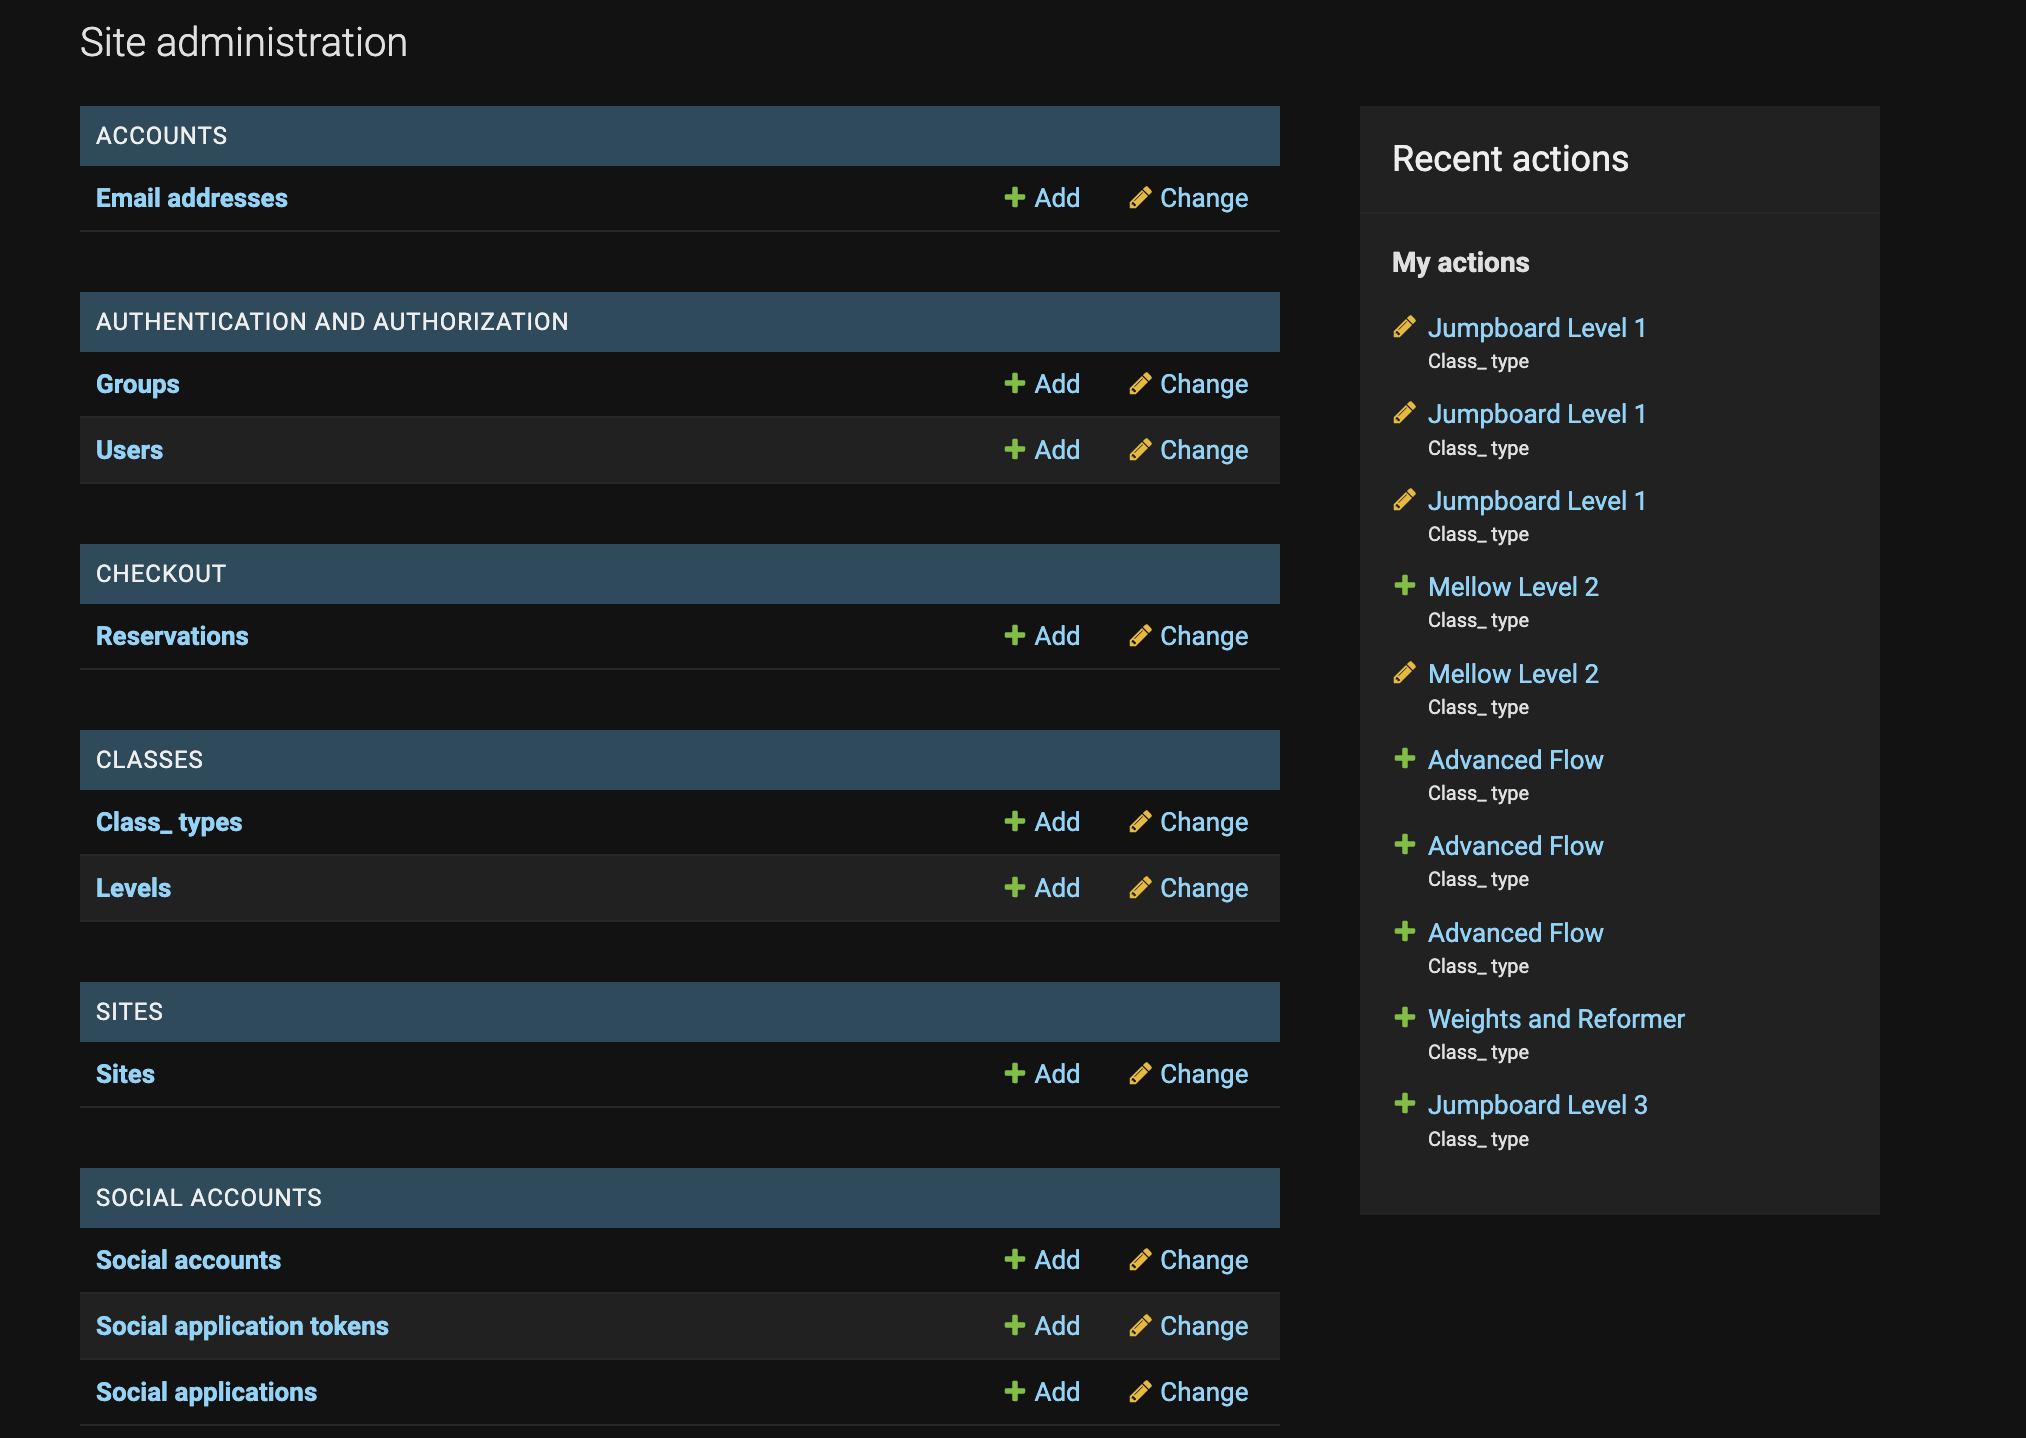 Site administration
ACCOUNTS
Email addresses Add Change
AUTHENTICATION AND AUTHORIZATION
Groups Add Change
Users Add Change
CHECKOUT
Reservations Add Change
CLASSES
Class_ types Add Change
Levels Add Change
SITES
Sites Add Change
SOCIAL ACCOUNTS
Social accounts Add Change
Social application tokens Add Change
Social applications Add Change
Recent actions
My actions
Jumpboard Level 1
Class_ type
Jumpboard Level 1
Class_ type
Jumpboard Level 1
Class_ type
Mellow Level 2
Class_ type
Mellow Level 2
Class_ type
Advanced Flow
Class_ type
Advanced Flow
Class_ type
Advanced Flow
Class_ type
Weights and Reformer
Class_ type
Jumpboard Level 3
Class_ type